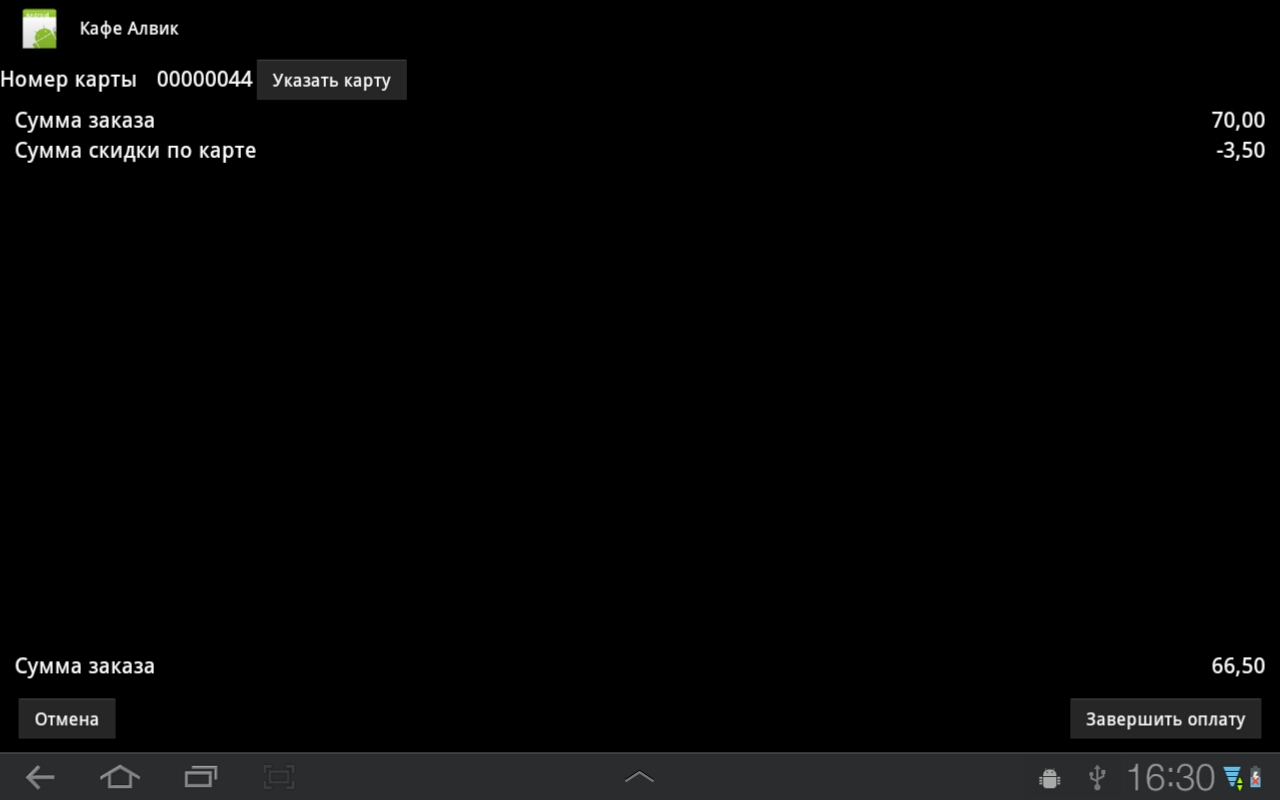 Кафе Алвик
Номер карты 00000044 Указать карту
Сумма заказа 70,00
Сумма скидки по карте -3,50
Сумма заказа 66,50
Отмена Завершить оплату
16:30